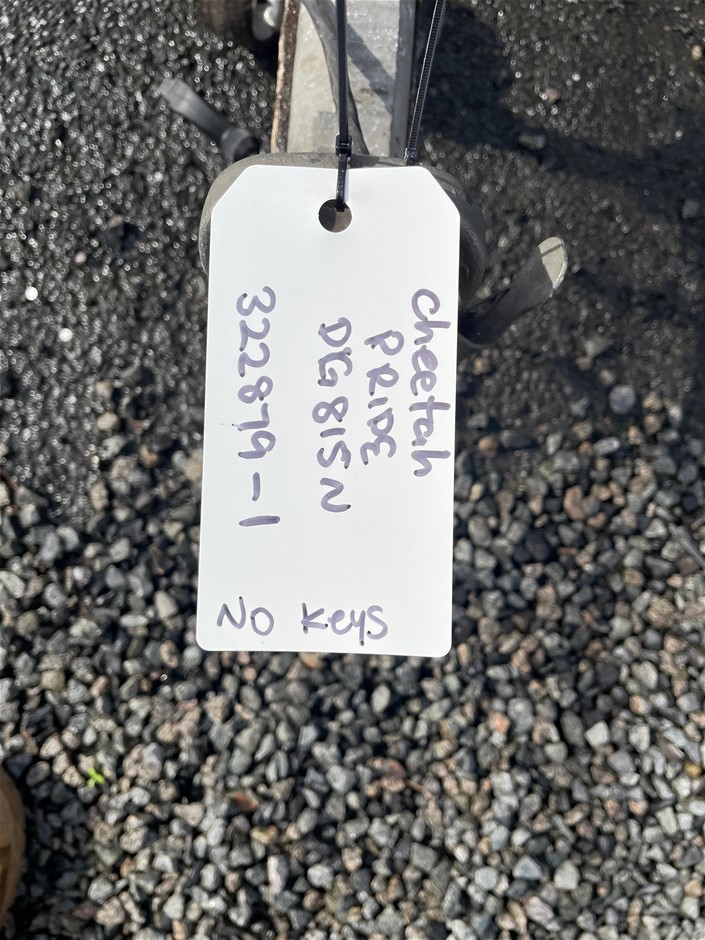 Cheetah
PRIDE
DG815N
322879-1
NO Keys